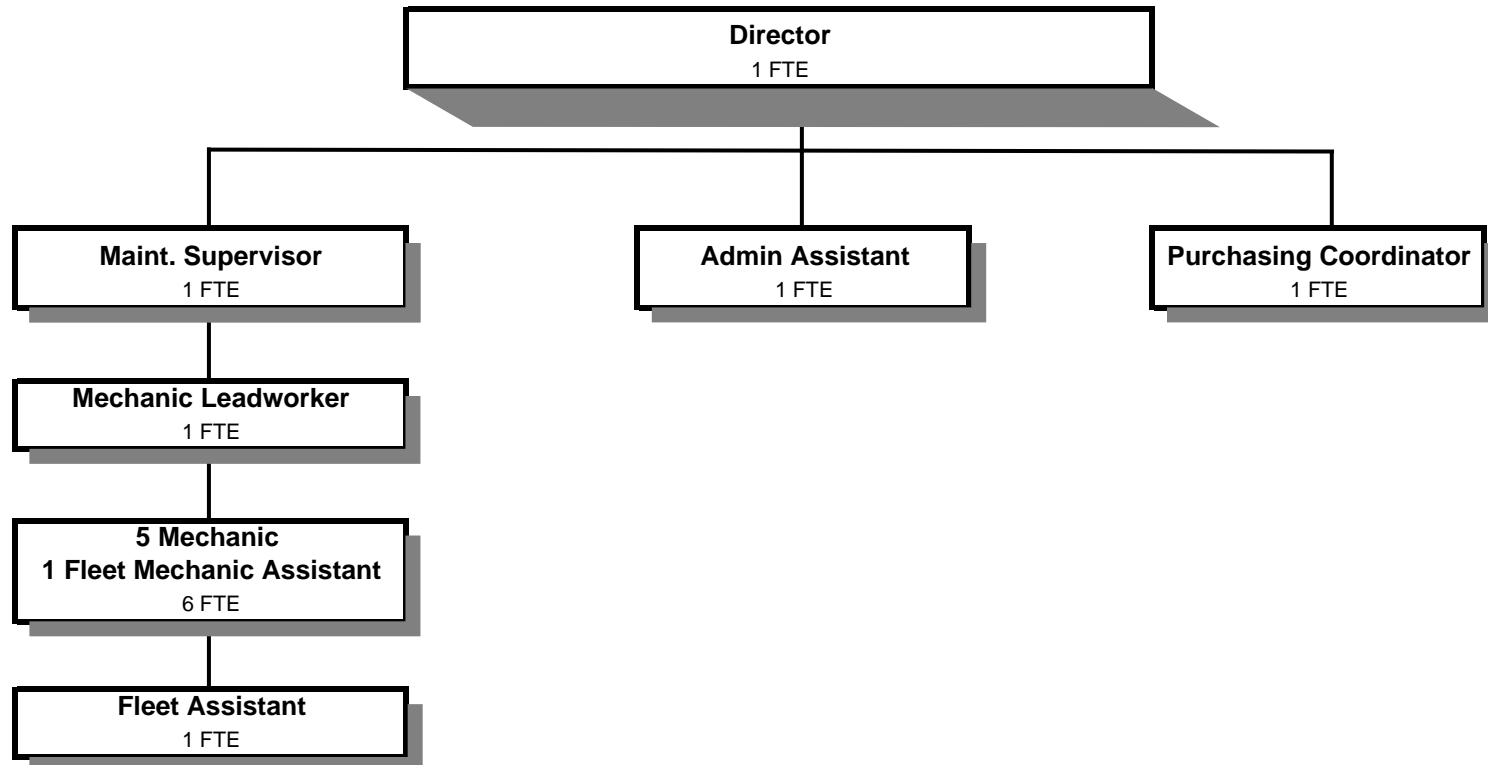 Director
1 FTE
Maint. Supervisor
1 FTE
Admin Assistant
1 FTE
Purchasing Coordinator
1 FTE
Mechanic Leadworker
1 FTE
5 Mechanic
1 Fleet Mechanic Assistant
6 FTE
Fleet Assistant
1 FTE